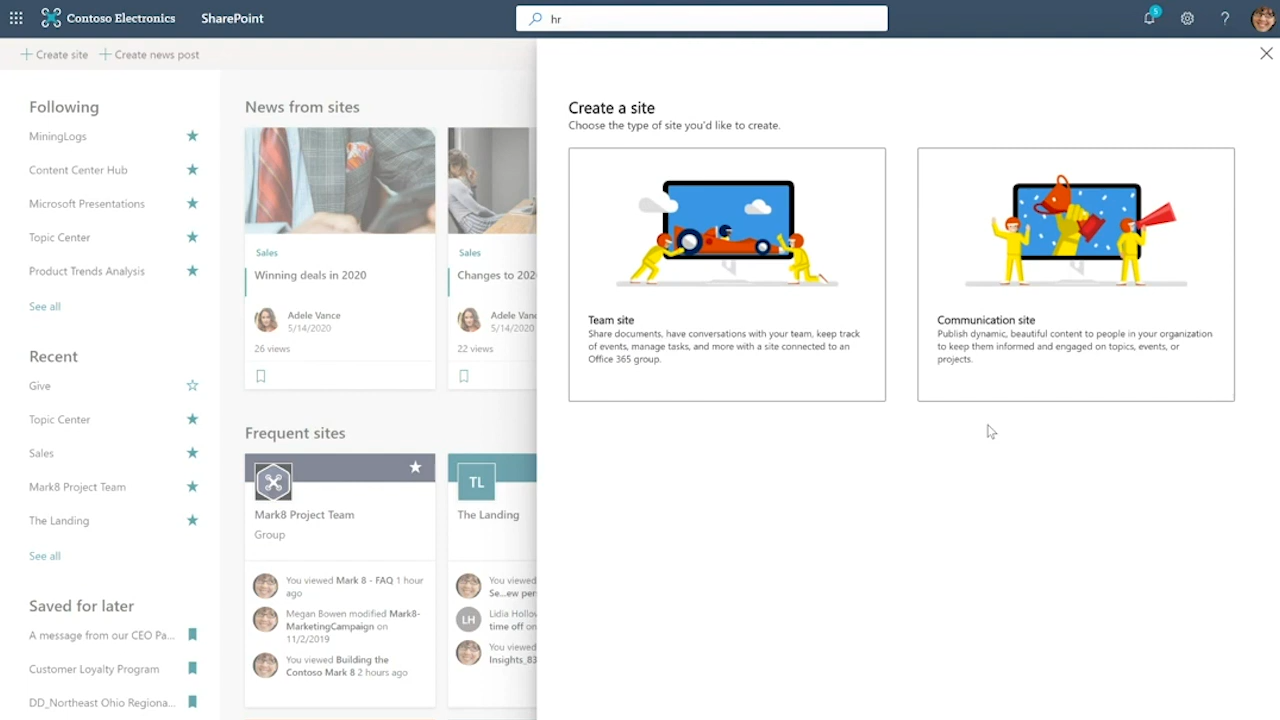 Contoso Electronics
SharePoint
hr
5
Create site
Create news post
Following
MiningLogs
Content Center Hub
Microsoft Presentations
Topic Center
Product Trends Analysis
See all
Recent
Give
Topic Center
Sales
Mark8 Project Team
The Landing
See all
Saved for later
A message from our CEO Pa...
Customer Loyalty Program
DD_Northeast Ohio Regiona...
News from sites
Sales
Winning deals in 2020
Adele Vance
5/14/2020
26 views
Sales
Changes to 202
Adele Vanc
5/14/2020
22 views
Frequent sites
Mark8 Project Team
Group
You viewed Mark 8 - FAQ 1 hour
ago
Megan Bowen modified Mark8-
MarketingCampaign on
11/2/2019
You viewed Building the
Contoso Mark 8 2 hours ago
TL
The Landing
You viewed
Se...ew per
LH
Lidia Hollov
time off on
You viewed
Insights_83
Create a site
Choose the type of site you'd like to create.
Team site
Share documents, have conversations with your team, keep track
of events, manage tasks, and more with a site connected to an
Office 365 group.
Communication site
Publish dynamic, beautiful content to people in your organization
to keep them informed and engaged on topics, events, or
projects.